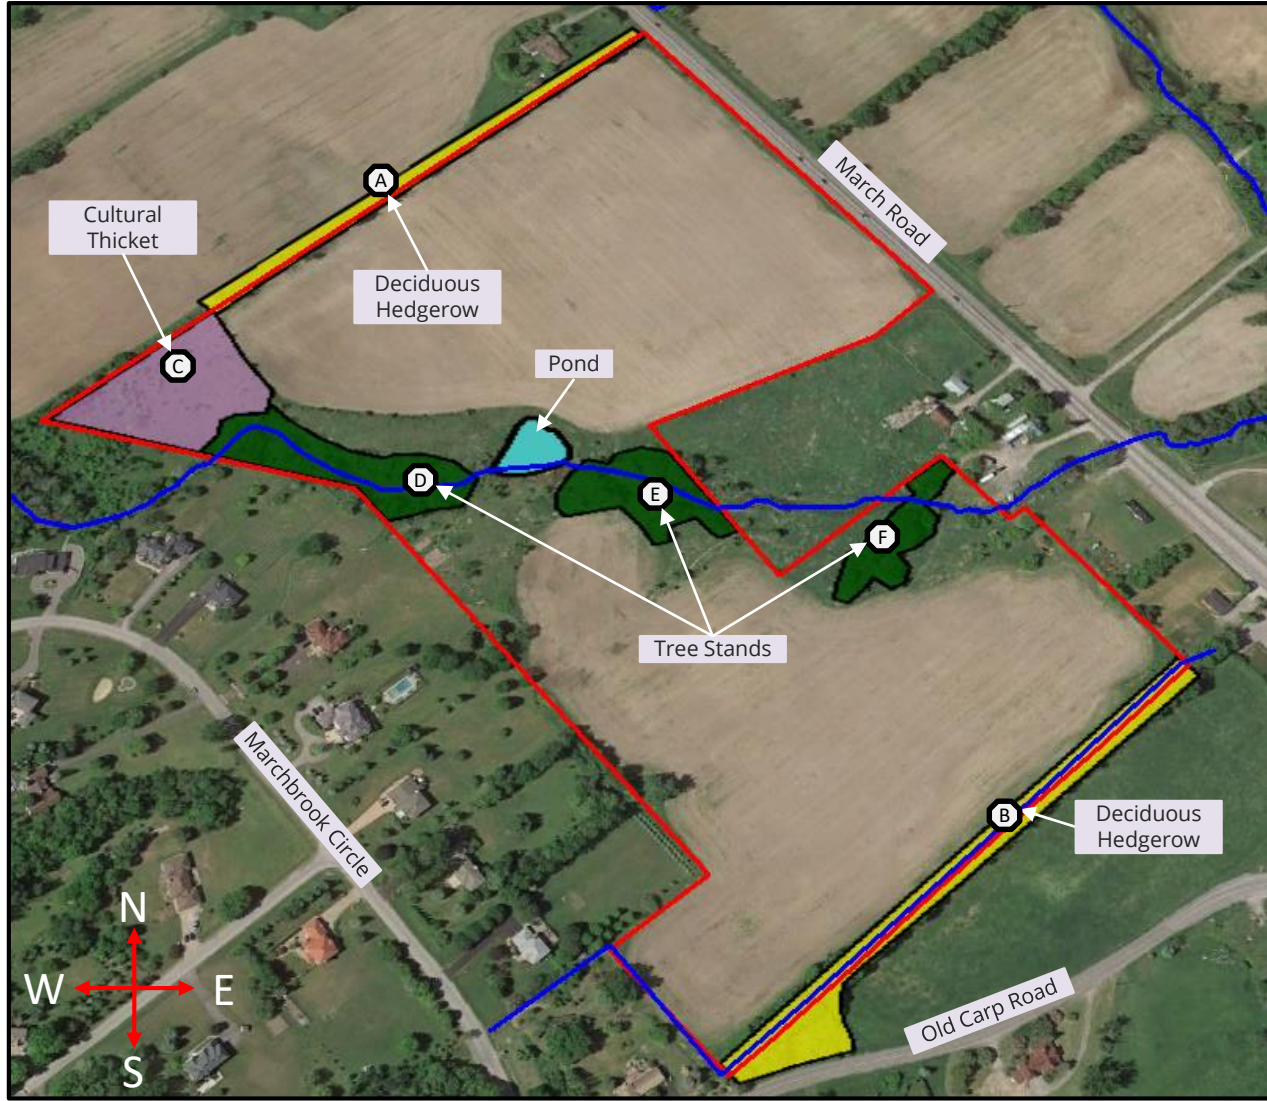 A
March Road
Cultural
Thicket
Deciduous
Hedgerow
C
Pond
D
E
F
Tree Stands
Marchbrook Circle
B
Deciduous
Hedgerow
N
W
E
S
Old Carp Road